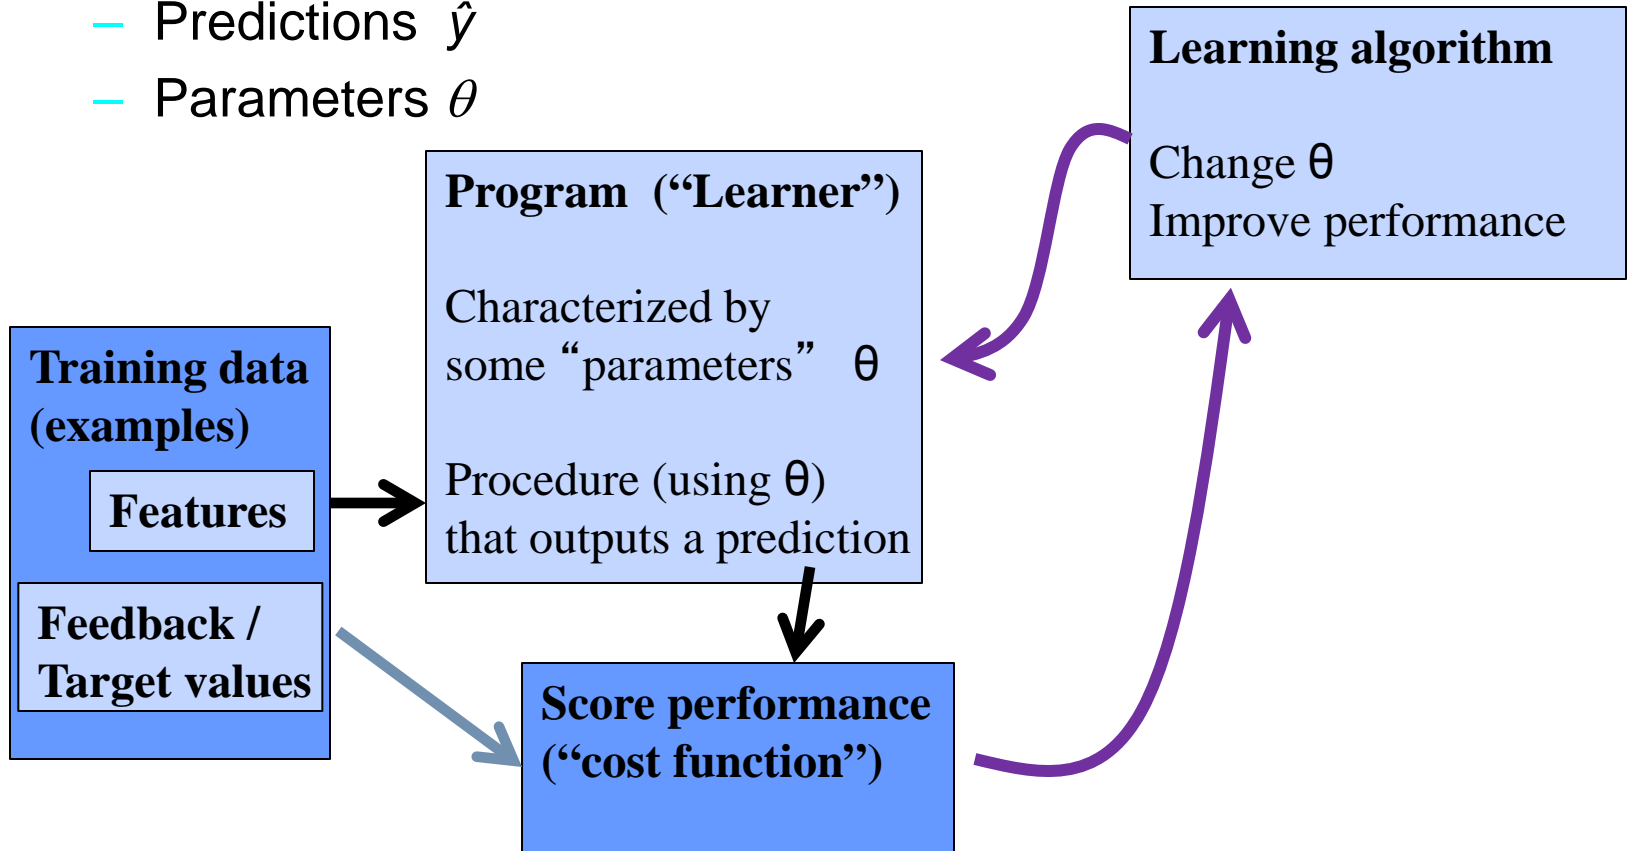 – Predictions ŷ
– Parameters θ
Learning algorithm
Change θ
Improve performance
Program (“Learner”)
Characterized by
some “parameters” θ
Procedure (using θ)
that outputs a prediction
Training data
(examples)
Features
Feedback /
Target values
Score performance
(“cost function”)